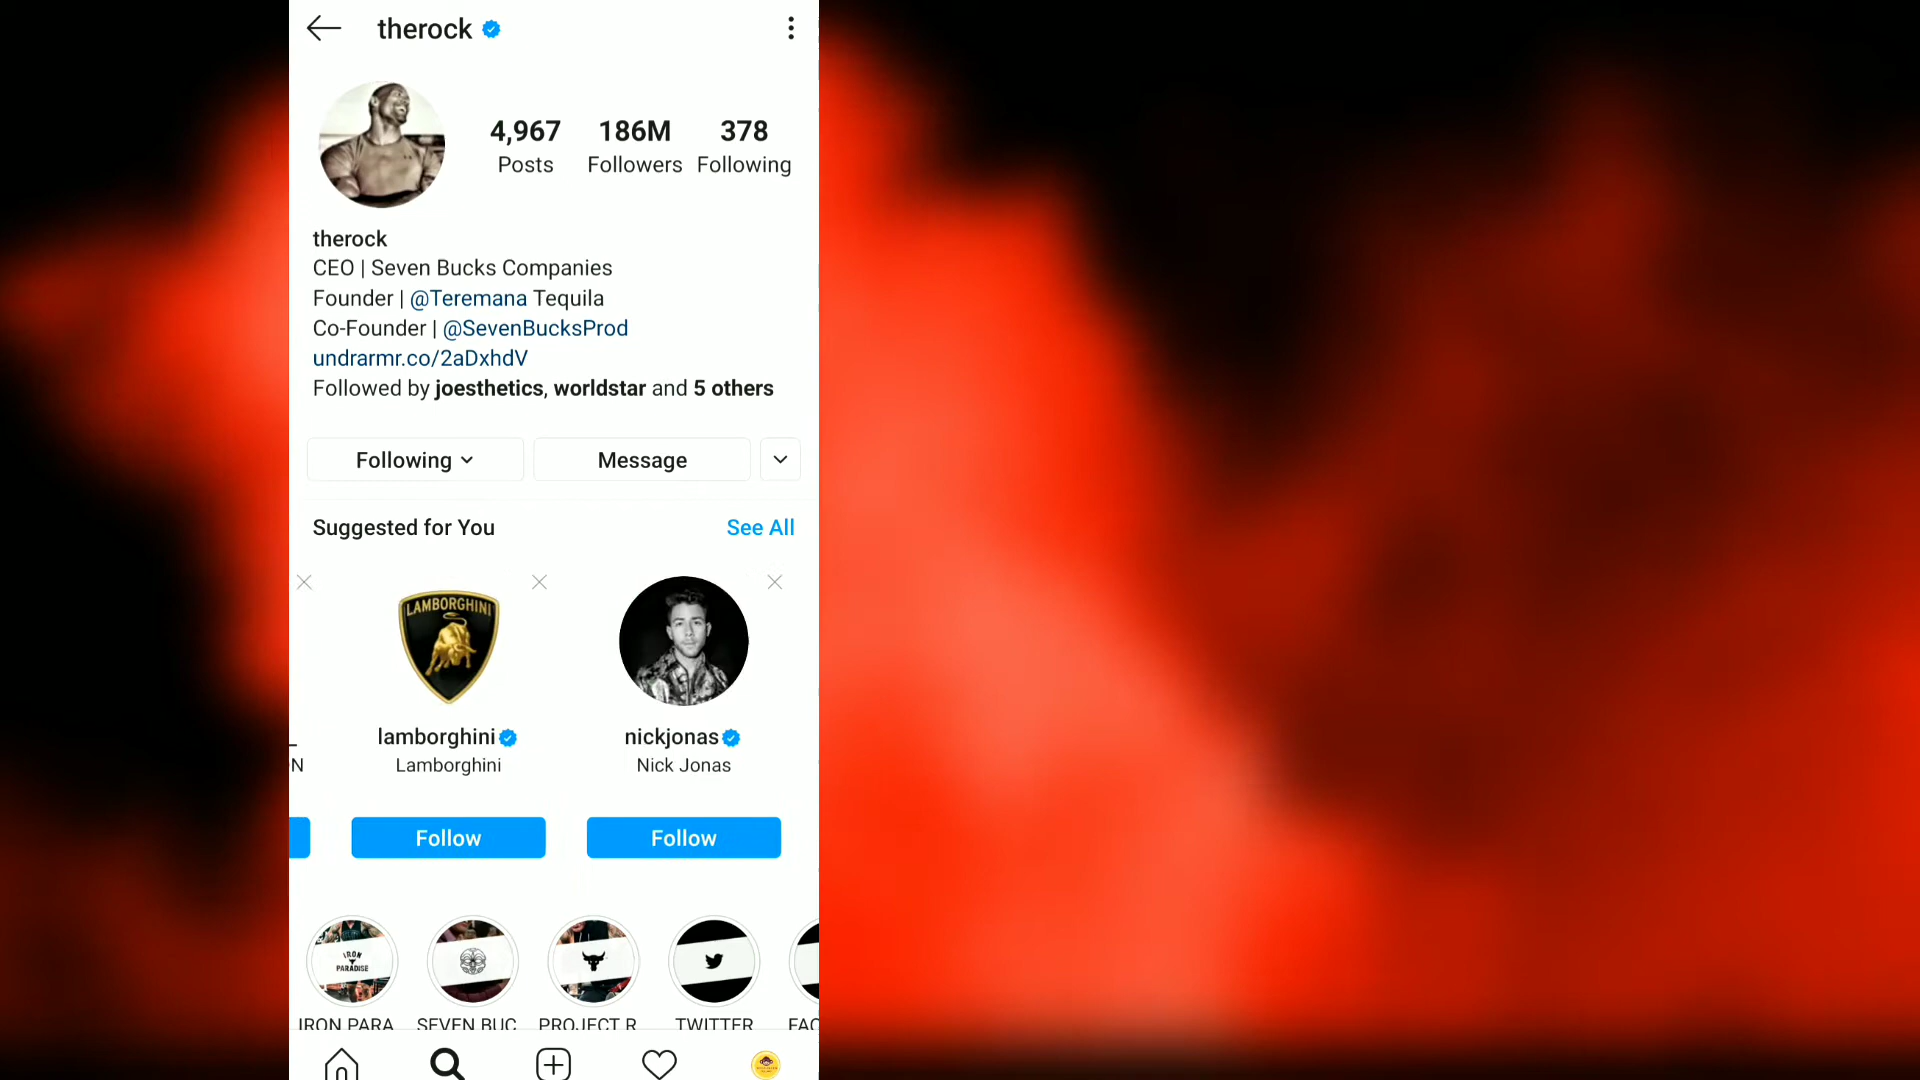 therock
4,967 186M 378
Posts Followers Following
therock
CEO | Seven Bucks Companies
Founder | @Teremana Tequila
Co-Founder | @SevenBucksProd
undrarmr.co/2aDxhdV
Followed by joesthetics, worldstar and 5 others
Following Message
Suggested for You See All
LAMBORGHINI
N
lamborghini nickjonas
Lamborghini Nick Jonas
Follow Follow
IRON
PARADISE
IRON PARA SEVEN BUC PROJECT R TWITTER FAC